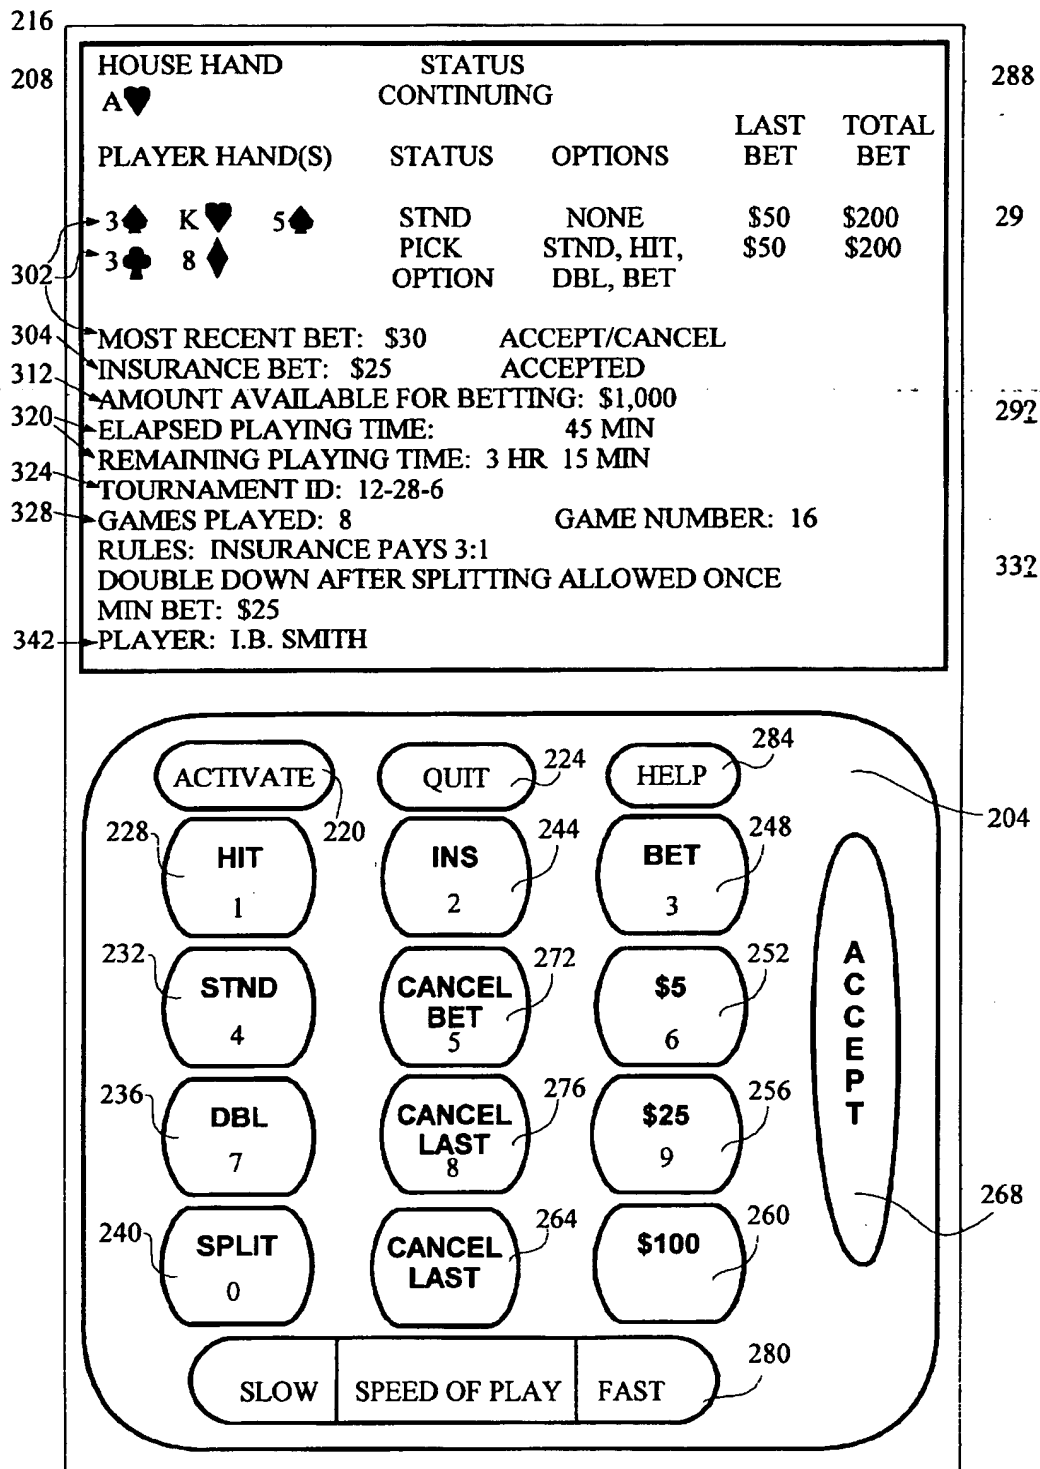 216
208 HOUSE HAND STATUS 288
A♥ CONTINUING
LAST TOTAL
PLAYER HAND(S) STATUS OPTIONS BET BET
3♠ K♥ 5♠ STND NONE $50 $200 29
3♣ 8♦ PICK STND, HIT, $50 $200
302 OPTION DBL, BET
304 MOST RECENT BET: $30 ACCEPT/CANCEL
INSURANCE BET: $25 ACCEPTED
312 AMOUNT AVAILABLE FOR BETTING: $1,000
320 ELAPSED PLAYING TIME: 45 MIN 29?
REMAINING PLAYING TIME: 3 HR 15 MIN
324 TOURNAMENT ID: 12-28-6
328 GAMES PLAYED: 8 GAME NUMBER: 16
RULES: INSURANCE PAYS 3:1
DOUBLE DOWN AFTER SPLITTING ALLOWED ONCE 33?
MIN BET: $25
342 PLAYER: I.B. SMITH
ACTIVATE QUIT 224 HELP 284
220 204
228 HIT INS 244 BET 248
1 2 3
232 STND CANCEL BET 272 $5 252
4 5 6
236 DBL CANCEL LAST 276 $25 256
7 8 9
ACCEPT
268
240 SPLIT CANCEL LAST 264 $100 260
0
SLOW SPEED OF PLAY FAST 280